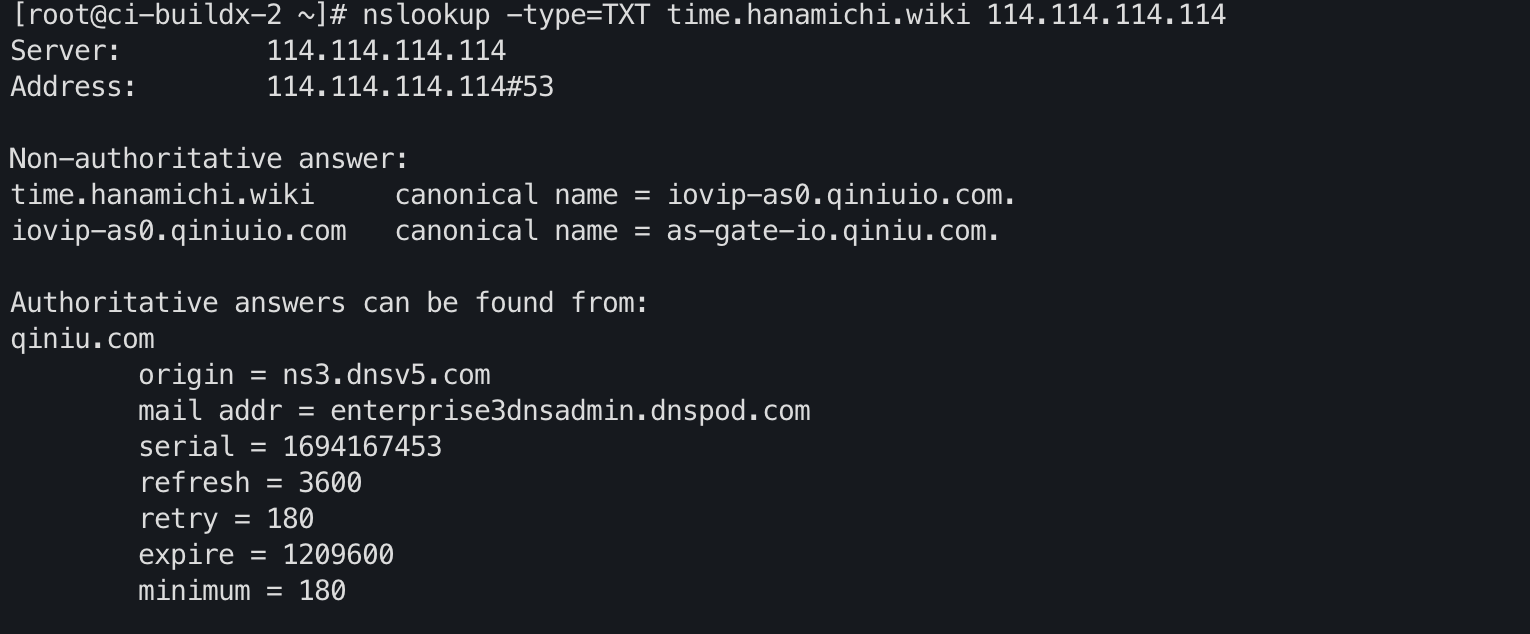 [root@ci-buildx-2 ~]# nslookup -type=TXT time.hanamichi.wiki 114.114.114.114
Server:         114.114.114.114
Address:        114.114.114.114#53
Non-authoritative answer:
time.hanamichi.wiki     canonical name = iovip-as0.qiniuio.com.
iovip-as0.qiniuio.com   canonical name = as-gate-io.qiniu.com.
Authoritative answers can be found from:
qiniu.com
        origin = ns3.dnsv5.com
        mail addr = enterprise3dnsadmin.dnspod.com
        serial = 1694167453
        refresh = 3600
        retry = 180
        expire = 1209600
        minimum = 180